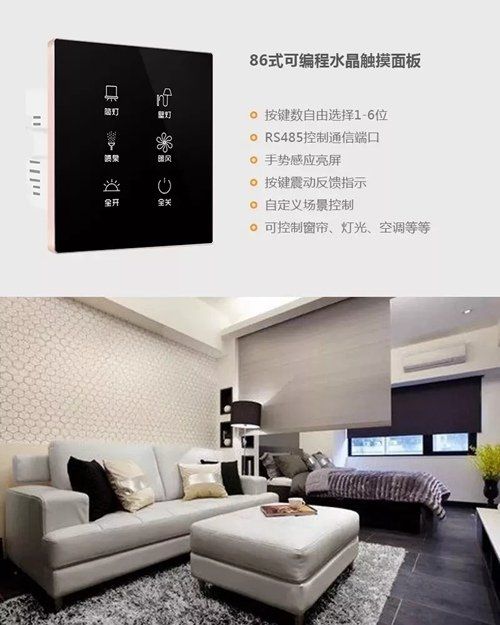 86式可编程水晶触摸面板
按键数自由选择1-6位
RS485控制通信端口
手势感应亮屏
按键震动反馈指示
自定义场景控制
可控制窗帘、灯光、空调等等
筒灯
壁灯
喷泉
暖风
全开
全关